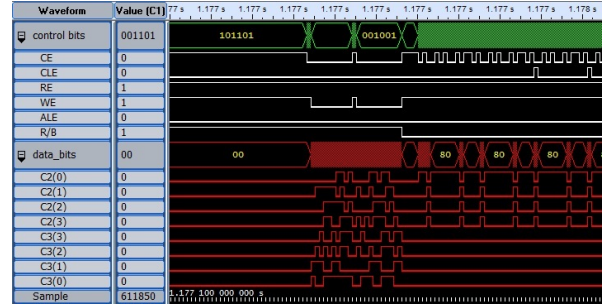 Waveform Value (C1) 77 s 1.177 s 1.177 s 1.177 s 1.177 s 1.177 s 1.177 s 1.177 s 1.177 s 1.178 s
control bits 001101 101101 001001
CE 0
CLE 0
RE 1
WE 1
ALE 0
R/B 1
data_bits 00 00 80 80 80 80
C2(0) 0
C2(1) 0
C2(2) 0
C2(3) 0
C3(3) 0
C3(2) 0
C3(1) 0
C3(0) 0
Sample 611850 1.177 100 000 000 s